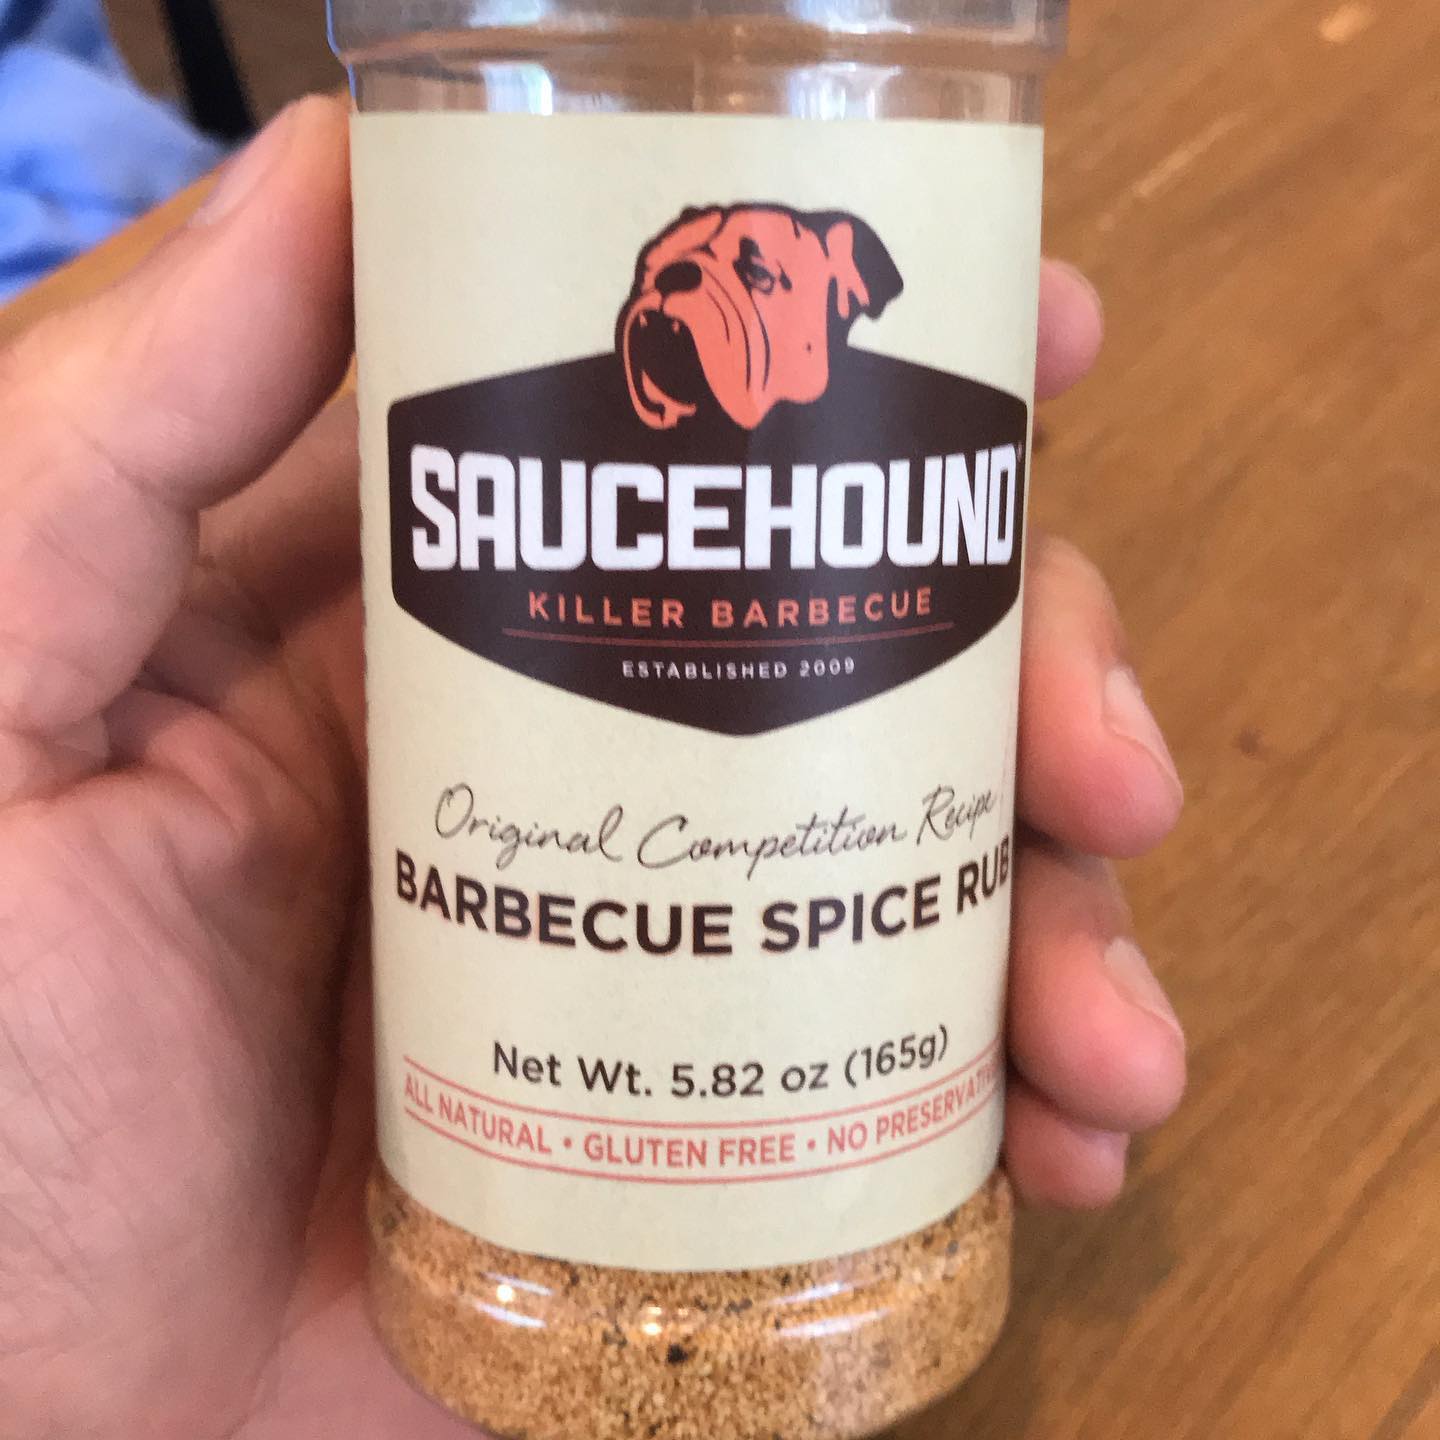 SAUCEHOUND
KILLER BARBECUE
ESTABLISHED 2009
Original Competition Recipe
BARBECUE SPICE RUB
Net Wt. 5.82 oz (165g)
ALL NATURAL • GLUTEN FREE • NO